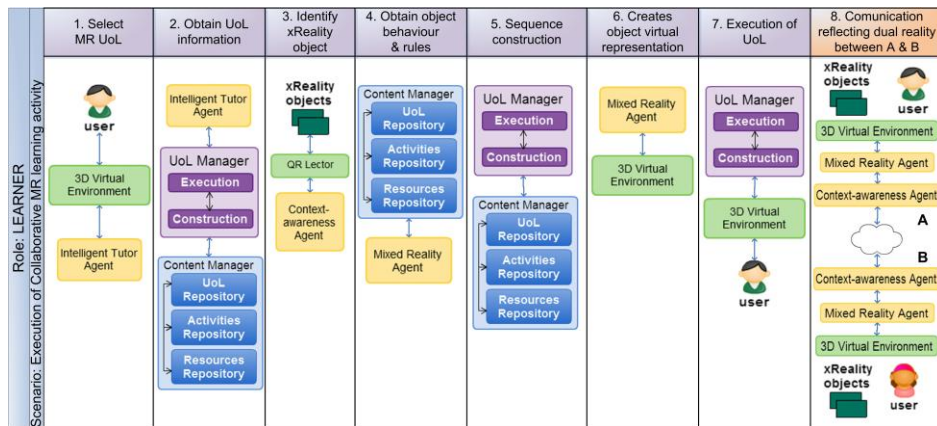 Role: LEARNER
Scenario: Execution of Collaborative MR learning activity
1. Select
MR UoL
user
3D Virtual
Environment
Intelligent Tutor
Agent
2. Obtain UoL
information
Intelligent Tutor
Agent
UoL Manager
Execution
Construction
Content Manager
UoL
Repository
Activities
Repository
Resources
Repository
3. Identify
xReality
object
xReality
objects
QR Lector
Context-
awareness
Agent
4. Obtain object
behaviour
& rules
Content Manager
UoL
Repository
Activities
Repository
Resources
Repository
Mixed Reality
Agent
5. Sequence
construction
UoL Manager
Execution
Construction
Content Manager
UoL
Repository
Activities
Repository
Resources
Repository
6. Creates
object virtual
representation
Mixed Reality
Agent
3D Virtual
Environment
7. Execution of
UoL
UoL Manager
Execution
Construction
3D Virtual
Environment
user
8. Comunication
reflecting dual reality
between A & B
xReality
objects
user
3D Virtual Environment
Mixed Reality Agent
Context-awareness Agent
A
B
Context-awareness Agent
Mixed Reality Agent
3D Virtual Environment
xReality
objects
user